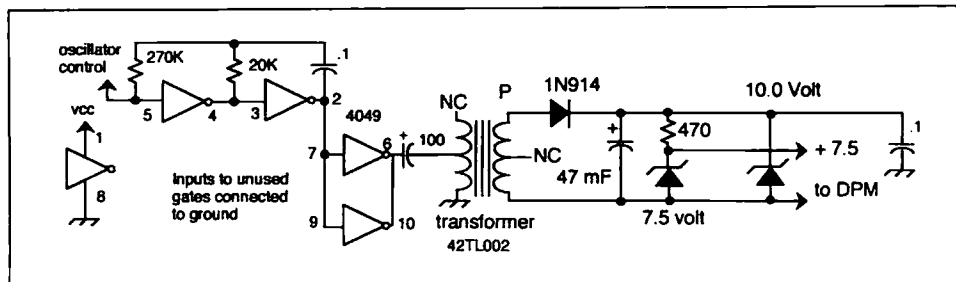 oscillator
control
270K
20K
.1
5
4
3
2
vcc
1
8
Inputs to unused
gates connected
to ground
4049
7
6
9
10
+
100
NC
P
NC
transformer
42TL002
1N914
+
47 mF
470
7.5 volt
10.0 Volt
.1
+ 7.5
to DPM